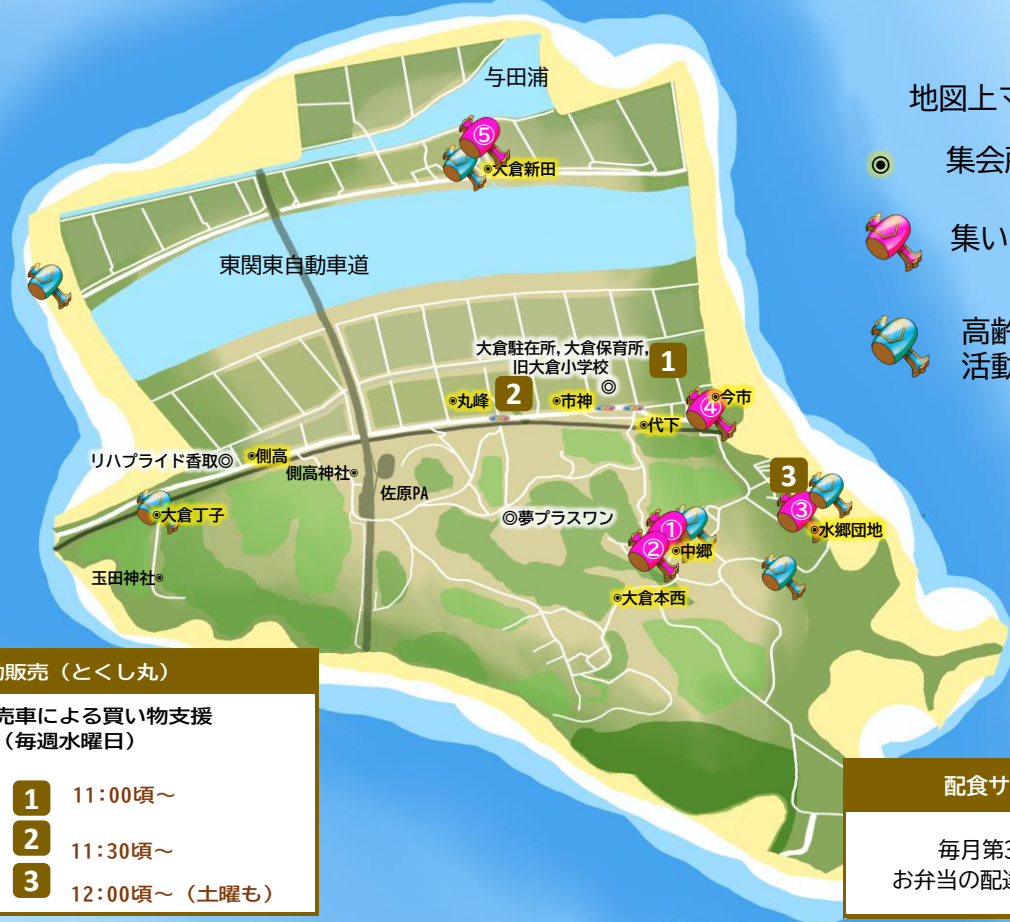 与田浦
地図上マ
⑤
◉大倉新田
◉ 集会所
集い
東関東自動車道
高齢
活動
大倉駐在所,大倉保育所,
旧大倉小学校
◎
1
2
◉丸峰
◉市神
④
◉今市
◉代下
リハプライド香取◎
◉側高
側高神社◉
佐原PA
3
③
◉水郷団地
◉大倉丁子
◎夢プラスワン
①
②
◉中郷
玉田神社◉
◉大倉本西
動販売（とくし丸）
売車による買い物支援
（毎週水曜日）
1 11:00頃～
2 11:30頃～
3 12:00頃～（土曜も）
配食サ
毎月第3
お弁当の配達